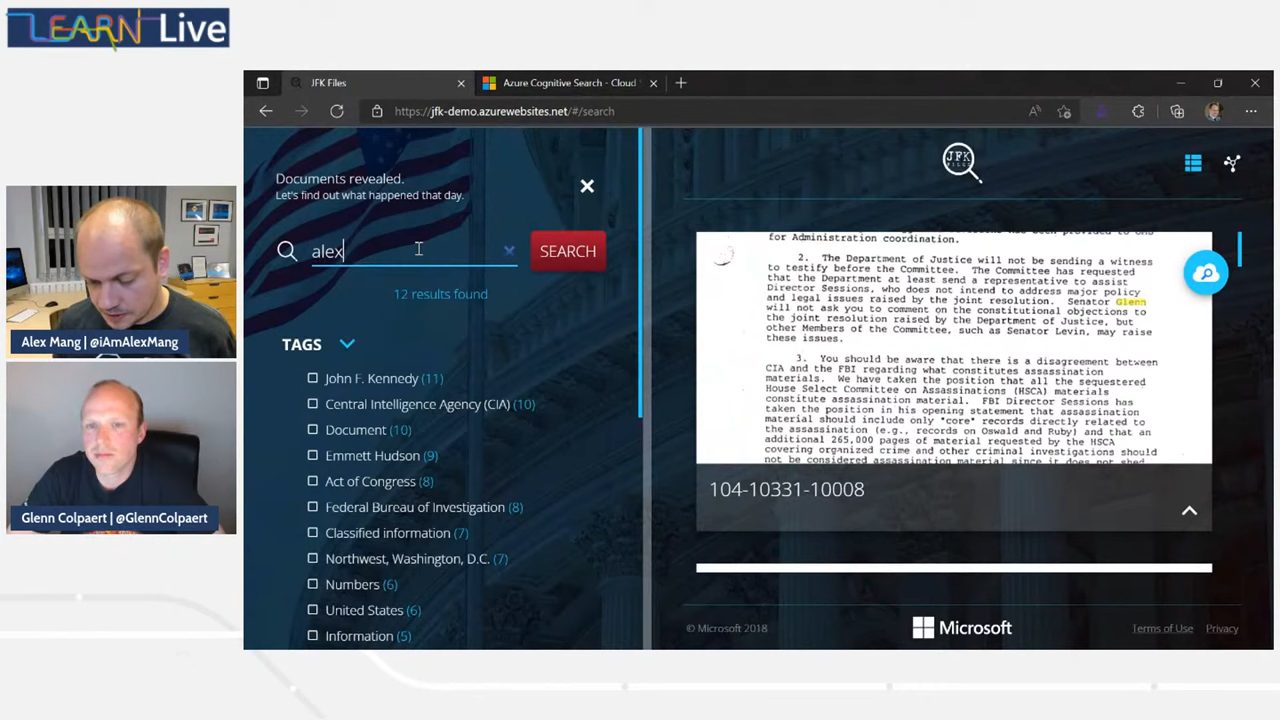 LEARN Live
JFK Files
Azure Cognitive Search - Cloud
https://jfk-demo.azurewebsites.net/#/search
Documents revealed.
Let's find out what happened that day.
alex
SEARCH
12 results found
TAGS
John F. Kennedy (11)
Central Intelligence Agency (CIA) (10)
Document (10)
Emmett Hudson (9)
Act of Congress (8)
Federal Bureau of Investigation (8)
Classified information (7)
Northwest, Washington, D.C. (7)
Numbers (6)
United States (6)
Information (5)
JFK
FILES
for Administration coordination.
2. The Department of Justice will not be sending a witness
to testify before the Committee. The Committee has requested
that the Department at least send a representative to assist
Director Sessions, who does not intend to address major policy
and legal issues raised by the joint resolution. Senator Glenn
will not ask you to comment on the constitutional objections to
the joint resolution raised by the Department of Justice, but
other Members of the Committee, such as Senator Levin, may raise
these issues.
3. You should be aware that there is a disagreement between
CIA and the FBI regarding what constitutes assassination
materials. We have taken the position that all the sequestered
House Select Committee on Assassinations (HSCA) materials
constitute assassination material. FBI Director Sessions has
taken the position in his opening statement that assassination
material should include only "core" records directly related to
the assassination (e.g., records on Oswald and Ruby) and that an
additional 265,000 pages of material requested by the HSCA
covering organized crime and other criminal investigations should
not be considered assassination material since it does not shed
104-10331-10008
© Microsoft 2018
Microsoft
Terms of Use
Privacy
Alex Mang | @iAmAlexMang
Glenn Colpaert | @GlennColpaert